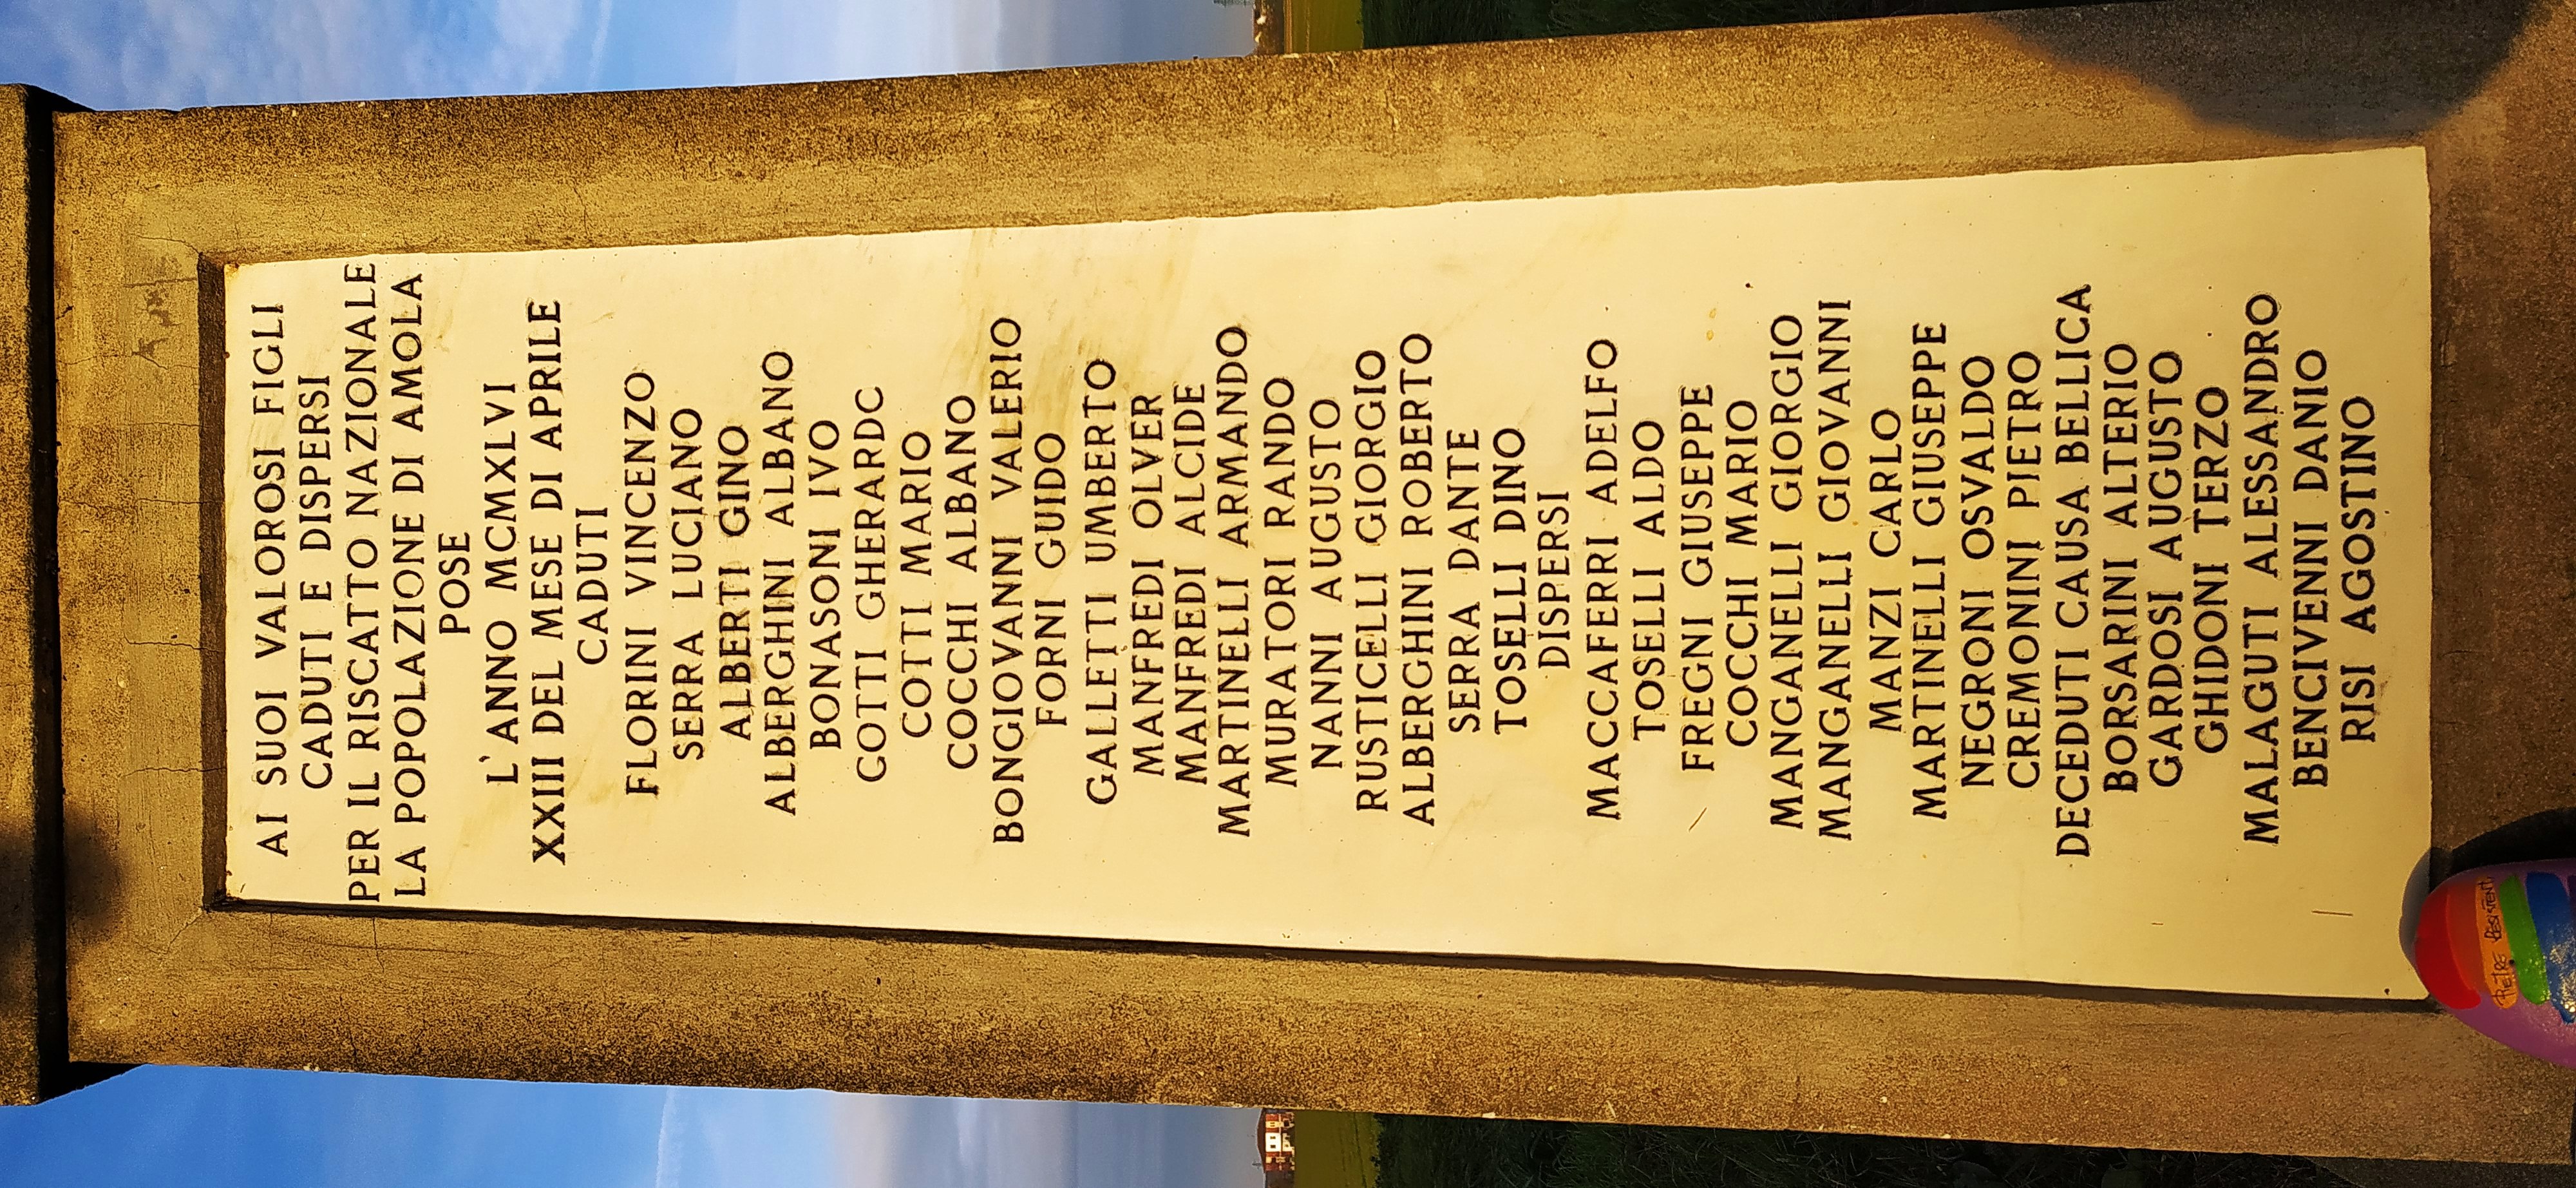 AI SUOI VALOROSI FIGLI
CADUTI E DISPERSI
PER IL RISCATTO NAZIONALE
LA POPOLAZIONE DI AMOLA
POSE
L'ANNO MCMXLVI
XXIII DEL MESE DI APRILE
CADUTI
FLORINI VINCENZO
SERRA LUCIANO
ALBERTI GINO
ALBERGHINI ALBANO
BONASONI IVO
COTTI GHERARDC
COTTI MARIO
COCCHI ALBANO
BONGIOVANNI VALERIO
FORNI GUIDO
GALLETTI UMBERTO
MANFREDI OLVER
MANFREDI ALCIDE
MARTINELLI ARMANDO
MURATORI RANDO
NANNI AUGUSTO
RUSTICELLI GIORGIO
ALBERGHINI ROBERTO
SERRA DANTE
TOSELLI DINO
DISPERSI
MACCAFERRI ADELFO
TOSELLI ALDO
FREGNI GIUSEPPE
COCCHI MARIO
MANGANELLI GIORGIO
MANGANELLI GIOVANNI
MANZI CARLO
MARTINELLI GIUSEPPE
NEGRONI OSVALDO
CREMONINI PIETRO
DECEDUTI CAUSA BELLICA
BORSARINI ALTERIO
GARDOSI AUGUSTO
GHIDONI TERZO
MALAGUTI ALESSANDRO
BENCIVENNI DANIO
RISI AGOSTINO
PIETRE RESISTENTI